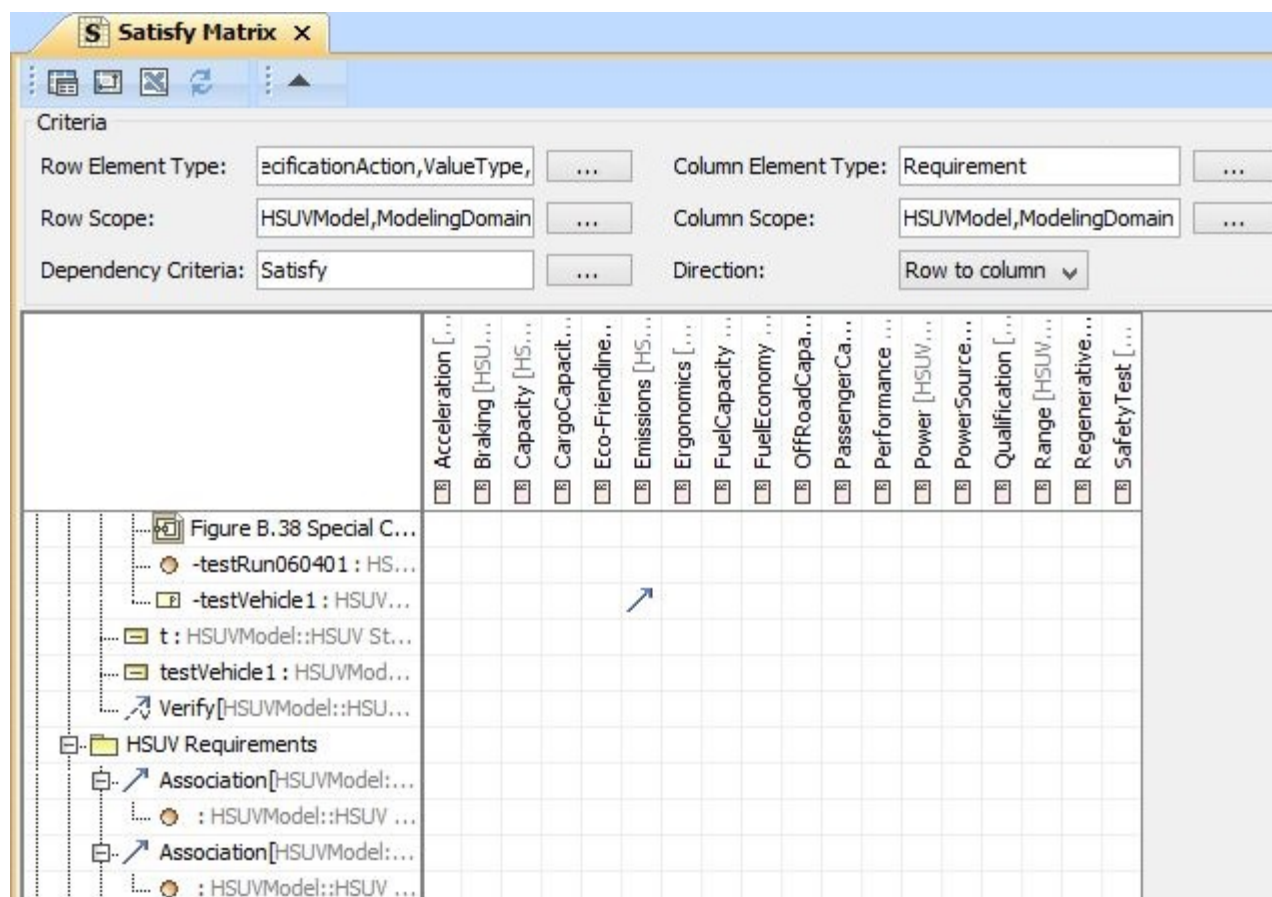 S Satisfy Matrix X
Criteria
Row Element Type: ecificationAction,ValueType, ... Column Element Type: Requirement ...
Row Scope: HSUVModel,ModelingDomain ... Column Scope: HSUVModel,ModelingDomain ...
Dependency Criteria: Satisfy ... Direction: Row to column
Acceleration [...
Braking [HSU...
Capacity [HS...
CargoCapacit...
Eco-Friendine...
Emissions [HS...
Ergonomics [...
FuelCapacity ...
FuelEconomy ...
OffRoadCapa...
PassengerCa...
Performance ...
Power [HSUV...
PowerSource...
Qualification [...
Range [HSUV...
Regenerative...
SafetyTest [...
Figure B.38 Special C...
-testRun060401 : HS...
-testVehicle1 : HSUV...
t : HSUVModel::HSUV St...
testVehicle1 : HSUVMod...
Verify[HSUVModel::HSU...
HSUV Requirements
Association[HSUVModel:...
: HSUVModel::HSUV ...
Association[HSUVModel:...
: HSUVModel::HSUV ...